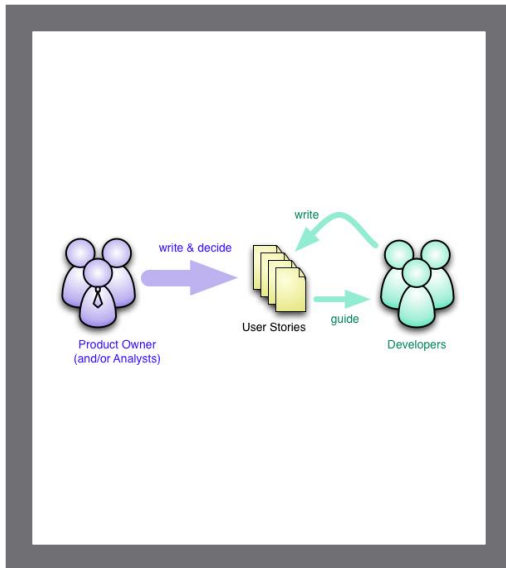 write
write & decide
User Stories
guide
Product Owner
(and/or Analysts)
Developers